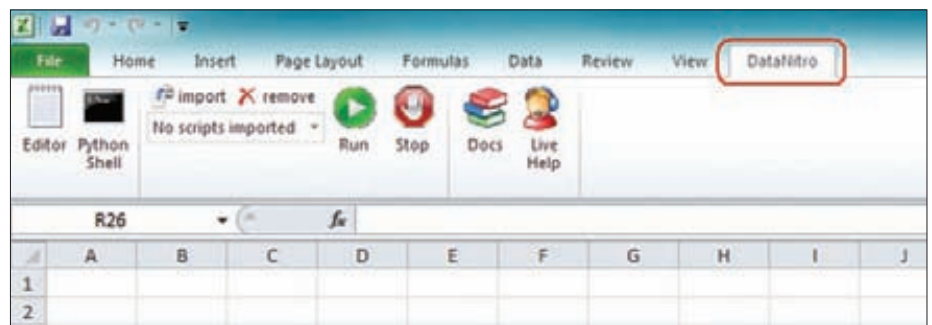 File Home Insert Page Layout Formulas Data Review View DataNitro
import remove
No scripts imported
Editor Python Shell Run Stop Docs Live Help
R26 fx
A B C D E F G H I J
1
2